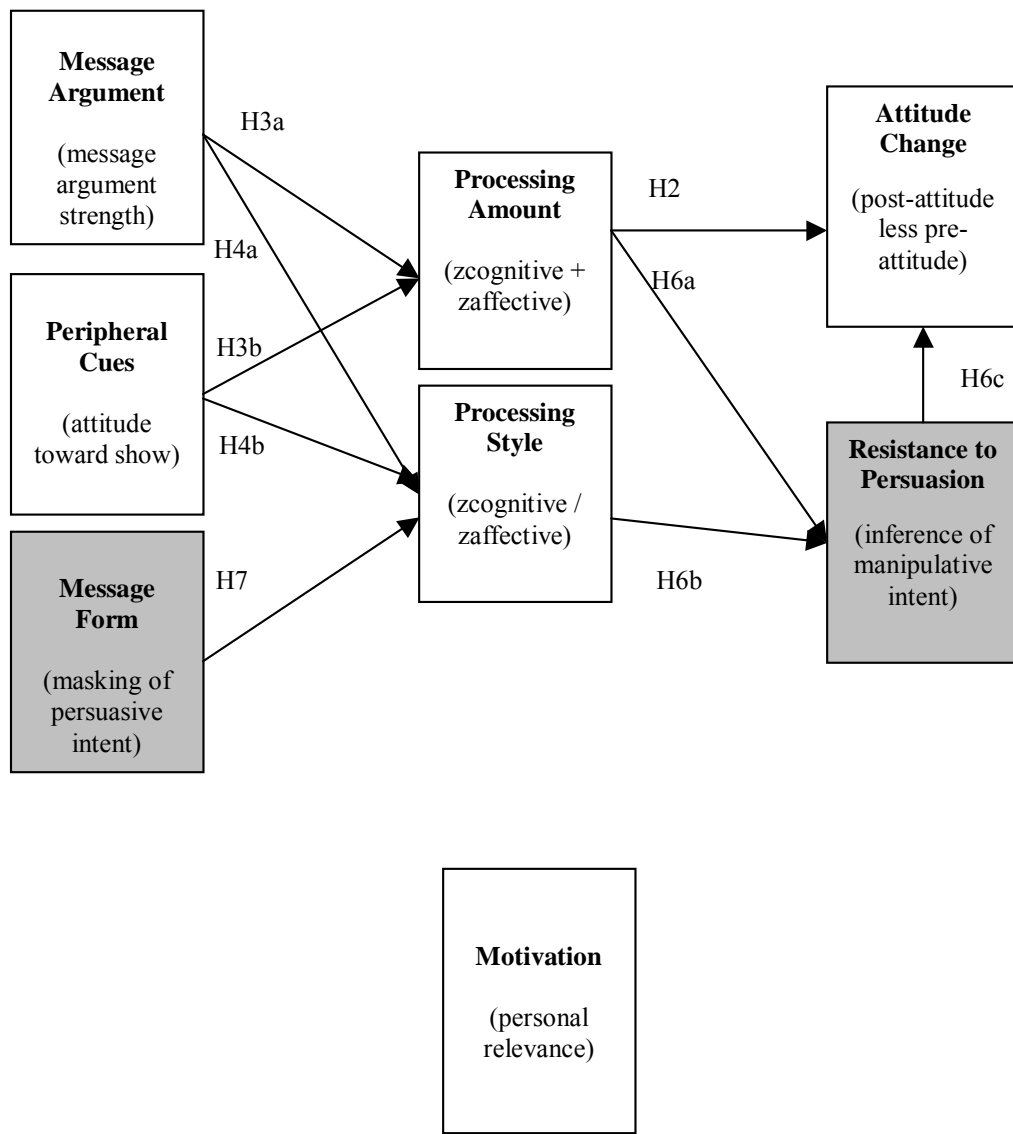 Message
Argument
(message
argument
strength)
H3a
H4a
Peripheral
Cues
(attitude
toward show)
H3b
H4b
Message
Form
(masking of
persuasive
intent)
H7
Processing
Amount
(zcognitive +
zaffective)
Processing
Style
(zcognitive /
zaffective)
H2
H6a
H6b
Attitude
Change
(post-attitude
less pre-
attitude)
H6c
Resistance to
Persuasion
(inference of
manipulative
intent)
Motivation
(personal
relevance)